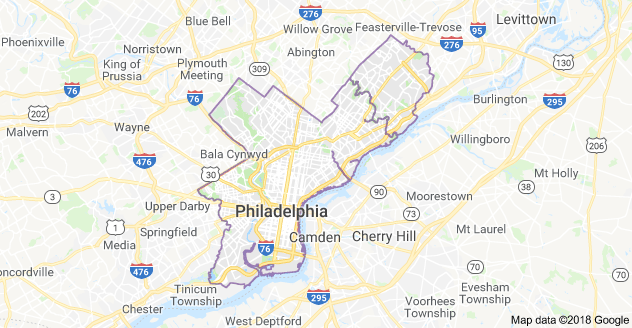 Blue Bell
Feasterville-Trevose
Levittown
Willow Grove
276
95
Phoenixville
Norristown
Abington
276
King of
Prussia
Plymouth
Meeting
309
130
76
76
295
Burlington
202
Malvern
Wayne
Willingboro
476
Bala Cynwyd
30
Mt Holly
3
90
Moorestown
Upper Darby
Philadelphia
73
1
Springfield
Camden
Cherry Hill
Mt Laurel
Media
76
oncordville
476
70
70
Tinicum
Township
295
Evesham
Township
Chester
Voorhees
Township
West Deptford
Map data ©2018 Google